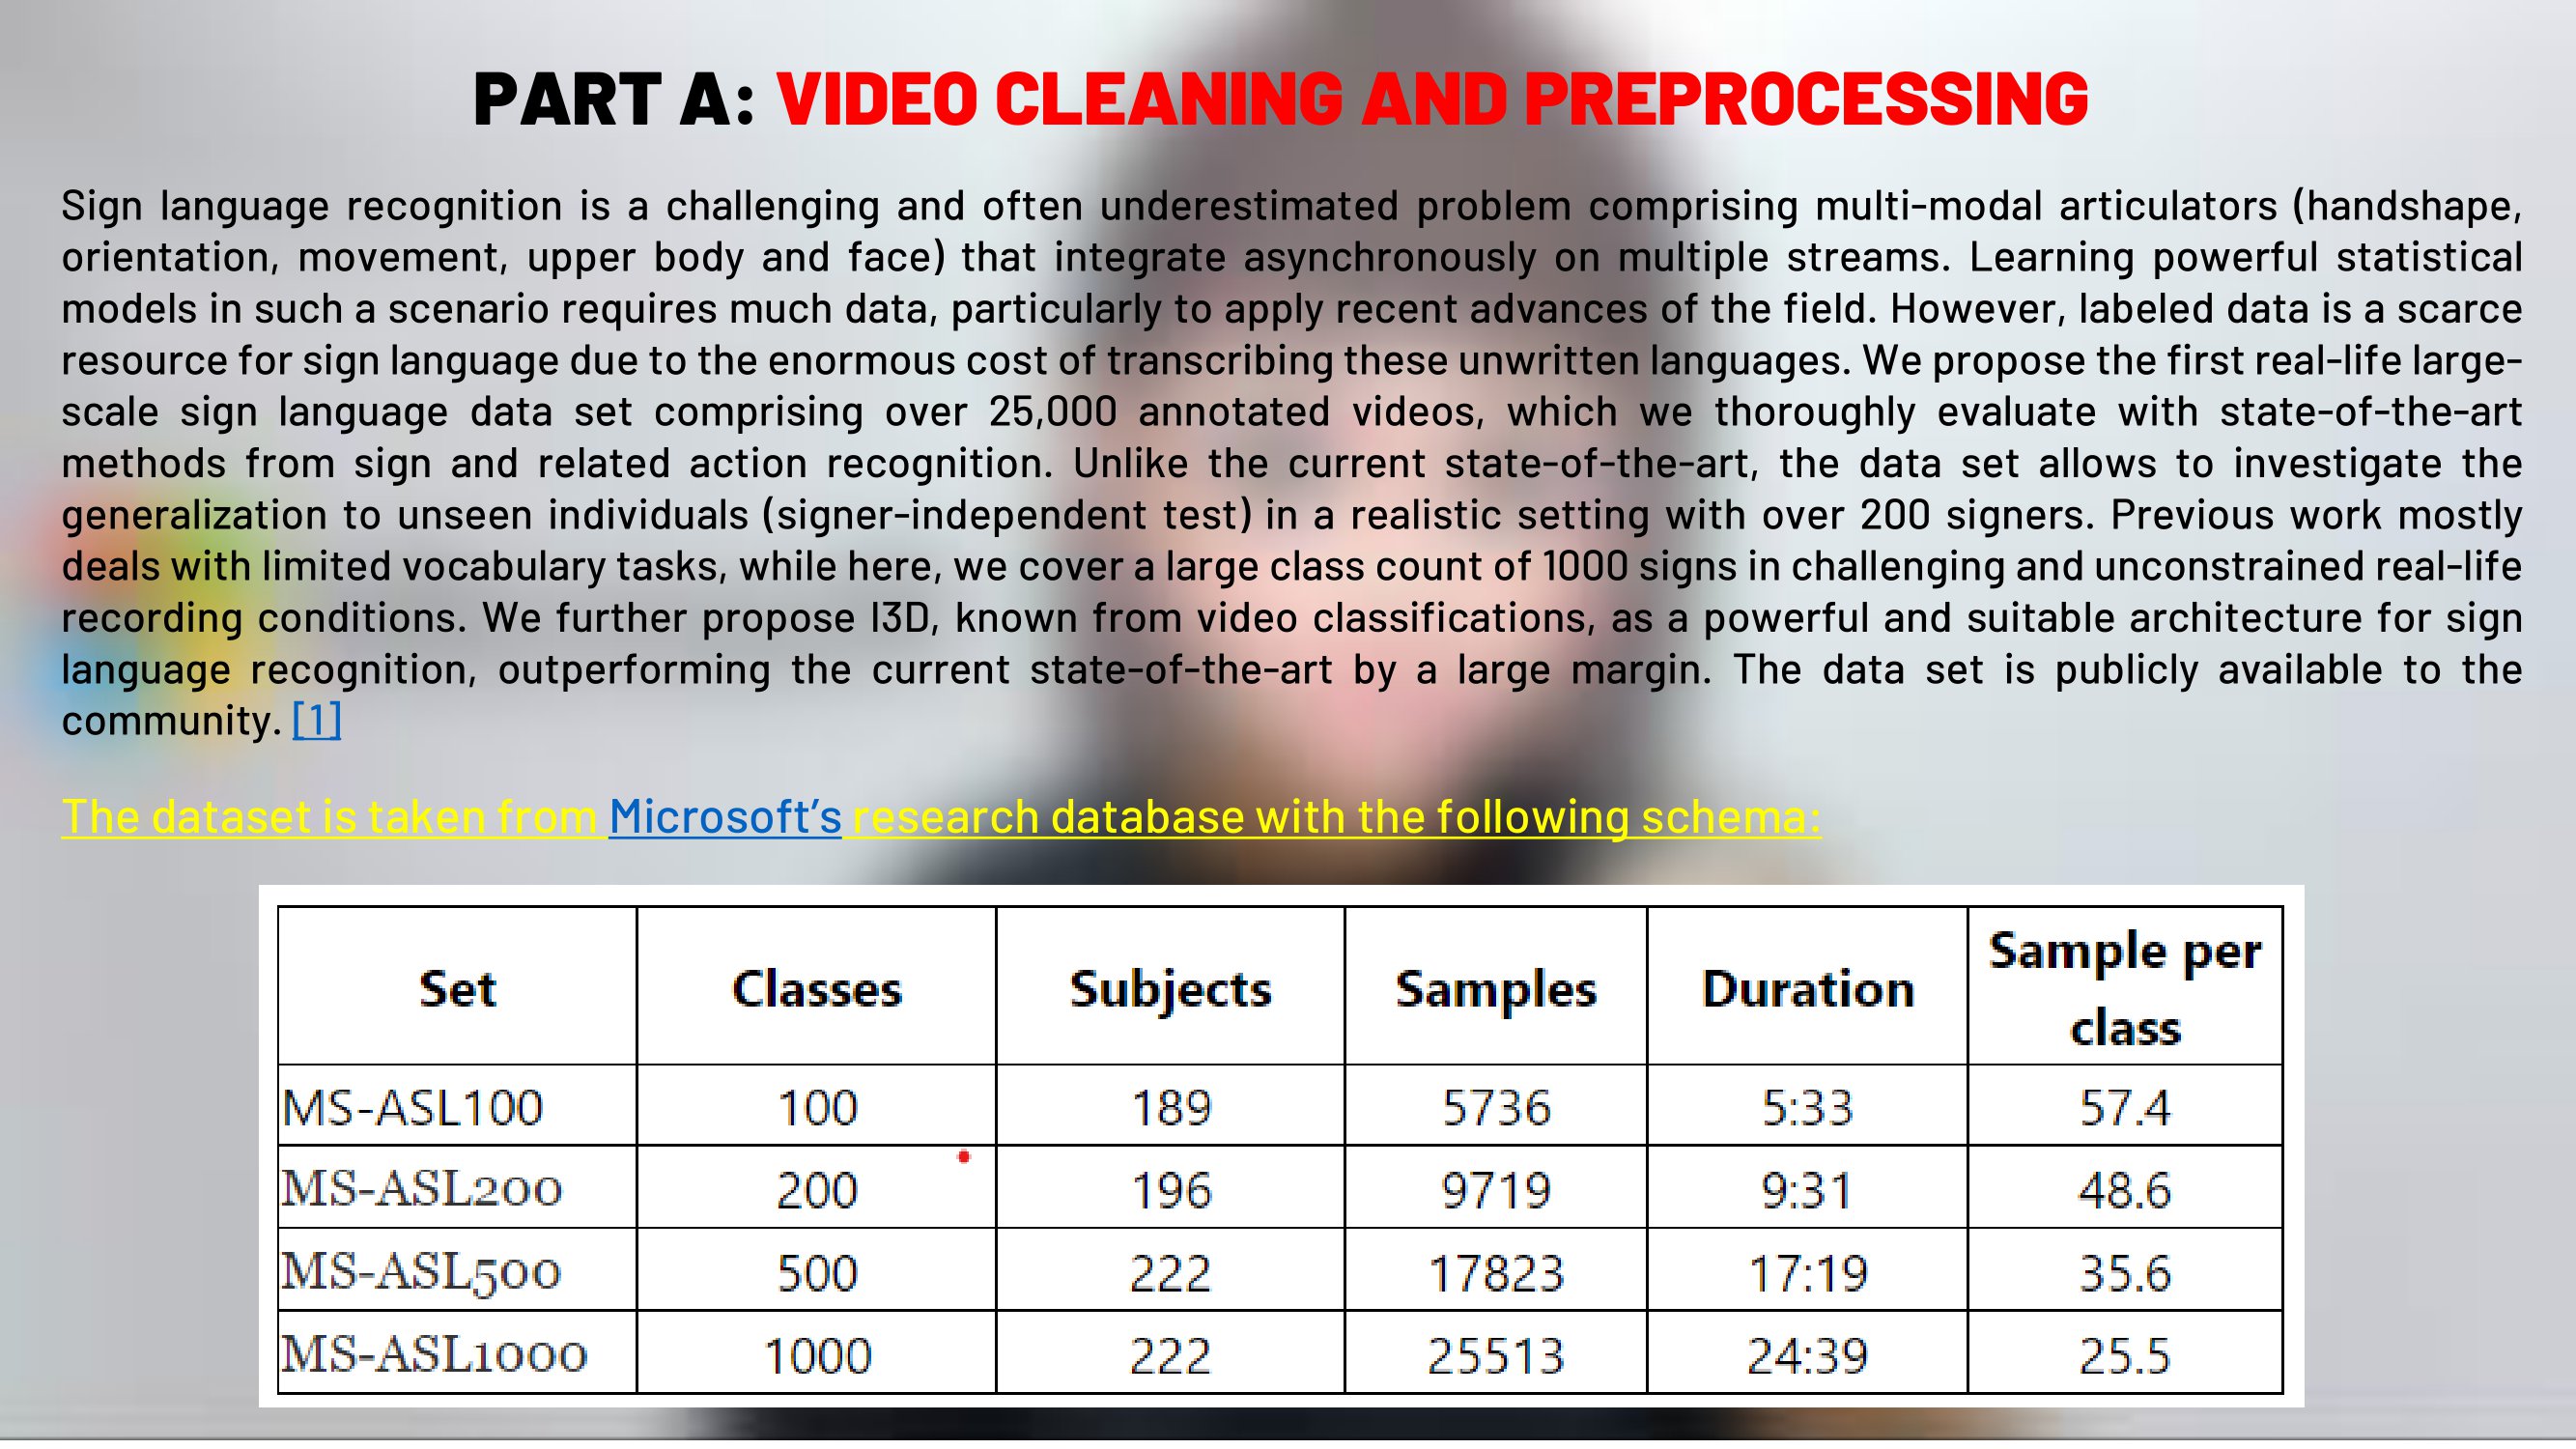 PART A: VIDEO CLEANING AND PREPROCESSING
Sign language recognition is a challenging and often underestimated problem comprising multi-modal articulators (handshape,
orientation, movement, upper body and face) that integrate asynchronously on multiple streams. Learning powerful statistical
models in such a scenario requires much data, particularly to apply recent advances of the field. However, labeled data is a scarce
resource for sign language due to the enormous cost of transcribing these unwritten languages. We propose the first real-life large-
scale sign language data set comprising over 25,000 annotated videos, which we thoroughly evaluate with state-of-the-art
methods from sign and related action recognition. Unlike the current state-of-the-art, the data set allows to investigate the
generalization to unseen individuals (signer-independent test) in a realistic setting with over 200 signers. Previous work mostly
deals with limited vocabulary tasks, while here, we cover a large class count of 1000 signs in challenging and unconstrained real-life
recording conditions. We further propose I3D, known from video classifications, as a powerful and suitable architecture for sign
language recognition, outperforming the current state-of-the-art by a large margin. The data set is publicly available to the
community. [1]
The dataset is taken from Microsoft's research database with the following schema:
Set Classes Subjects Samples Duration Sample per class
MS-ASL100 100 189 5736 5:33 57.4
MS-ASL200 200 196 9719 9:31 48.6
MS-ASL500 500 222 17823 17:19 35.6
MS-ASL1000 1000 222 25513 24:39 25.5